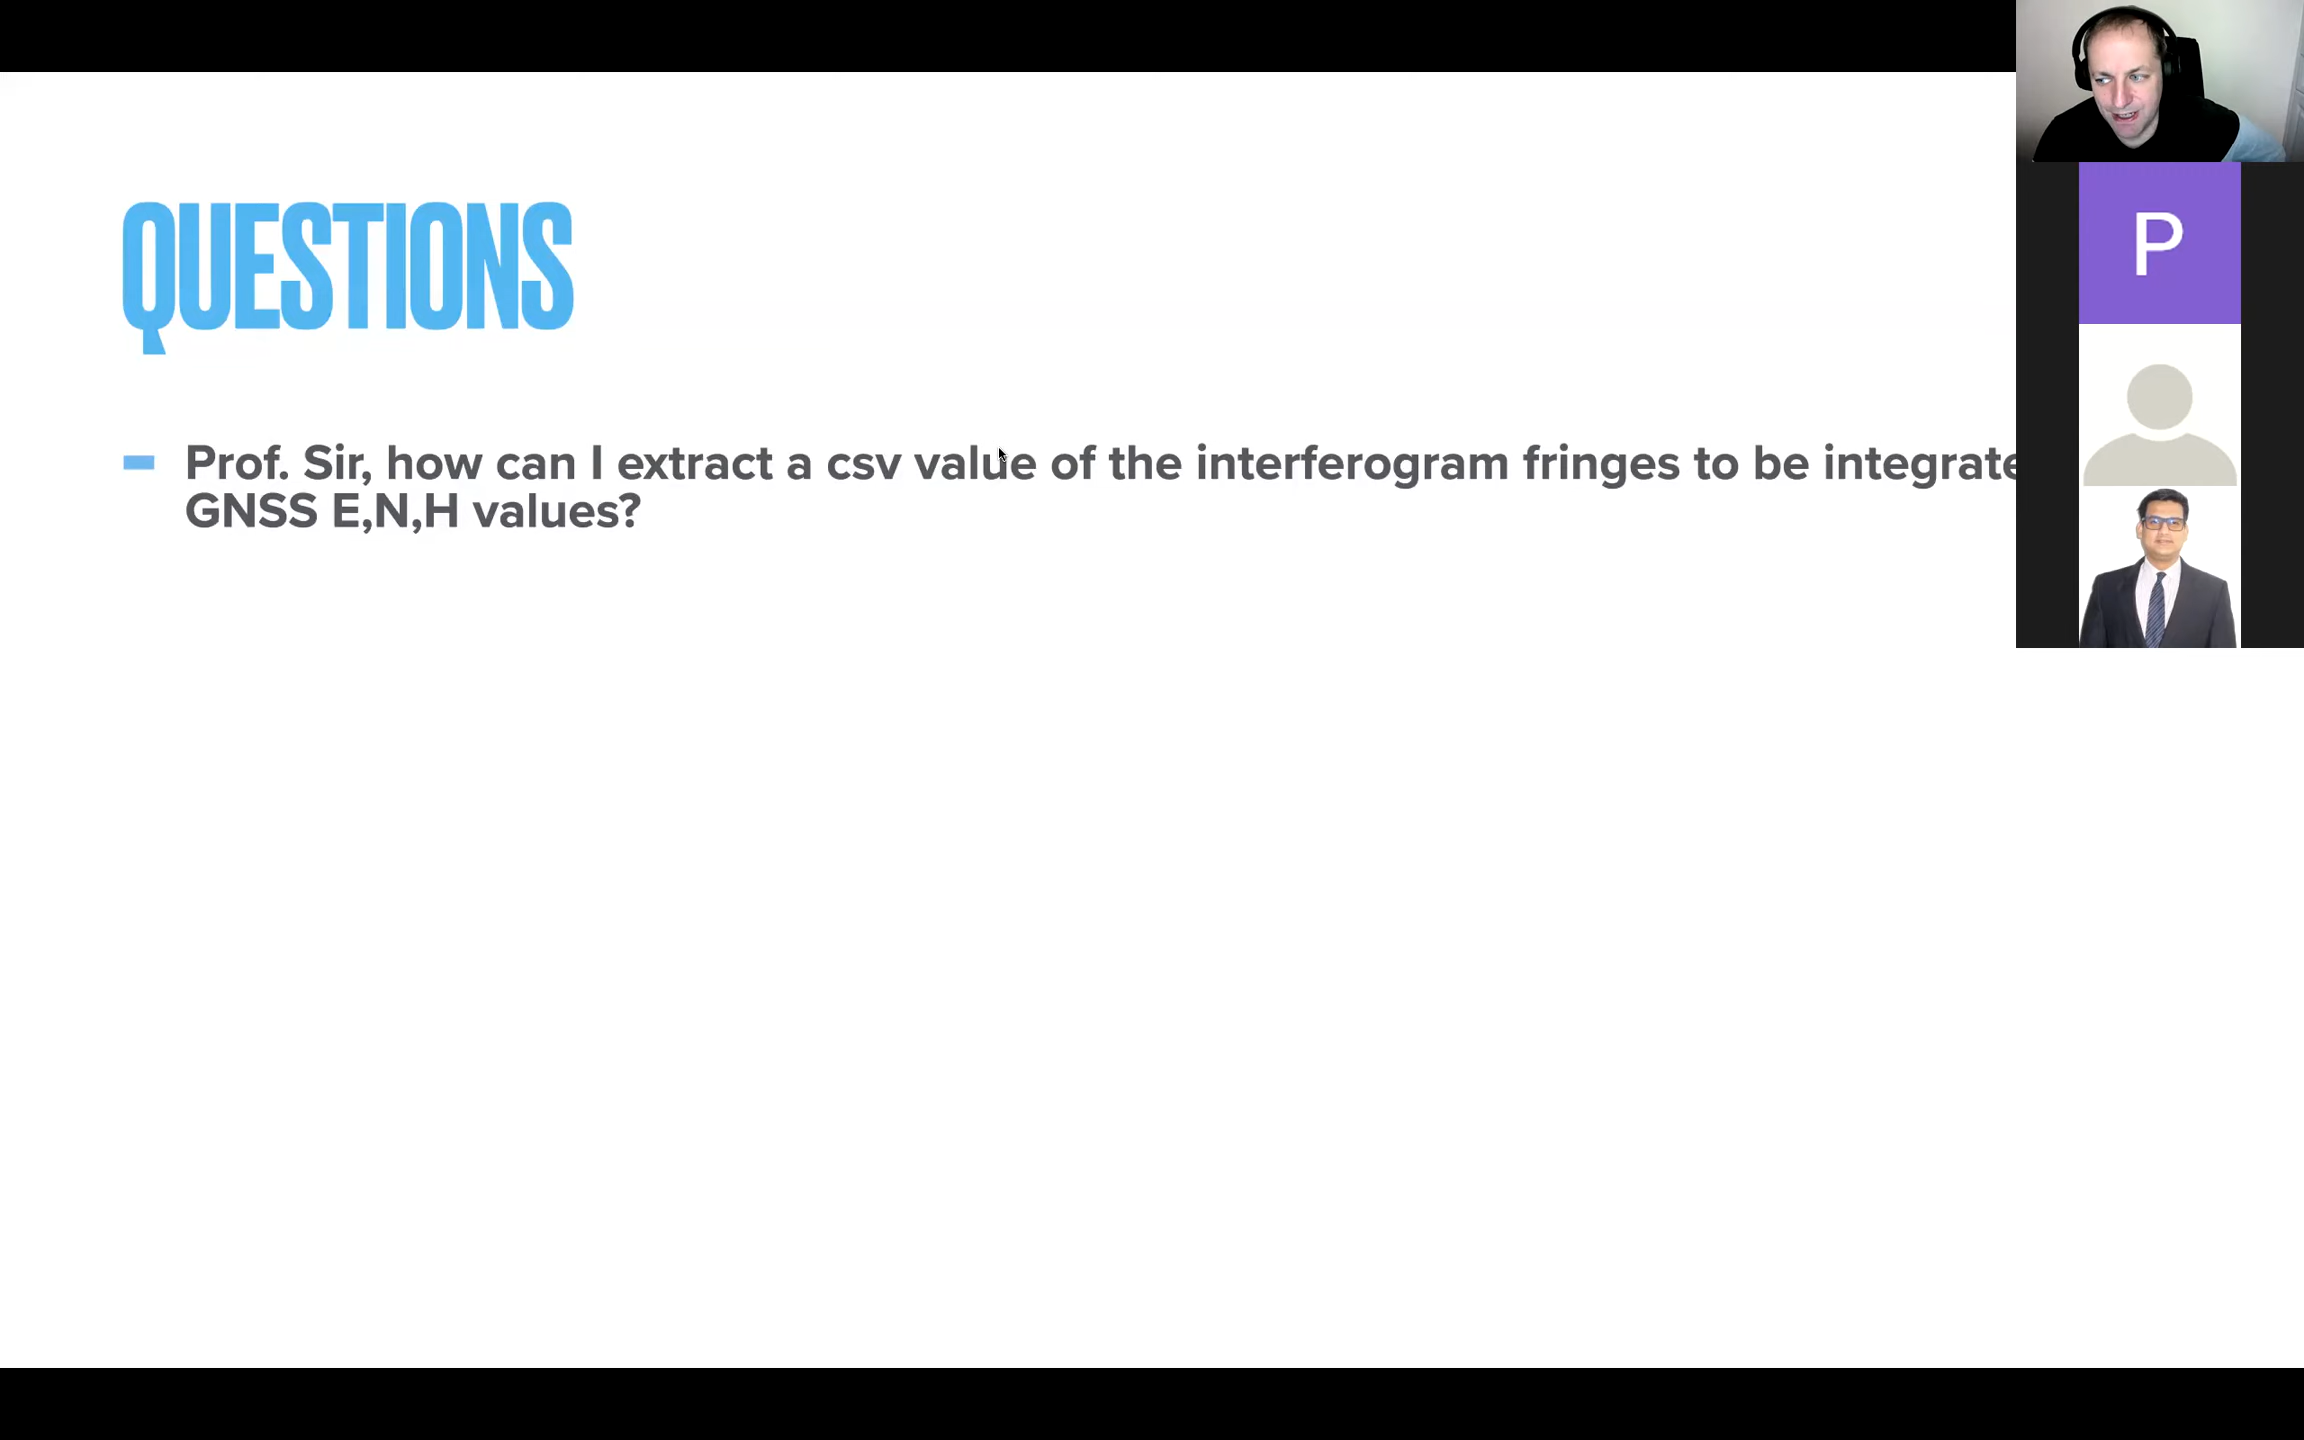 QUESTIONS
Prof. Sir, how can I extract a csv value of the interferogram fringes to be integrate
GNSS E,N,H values?
P